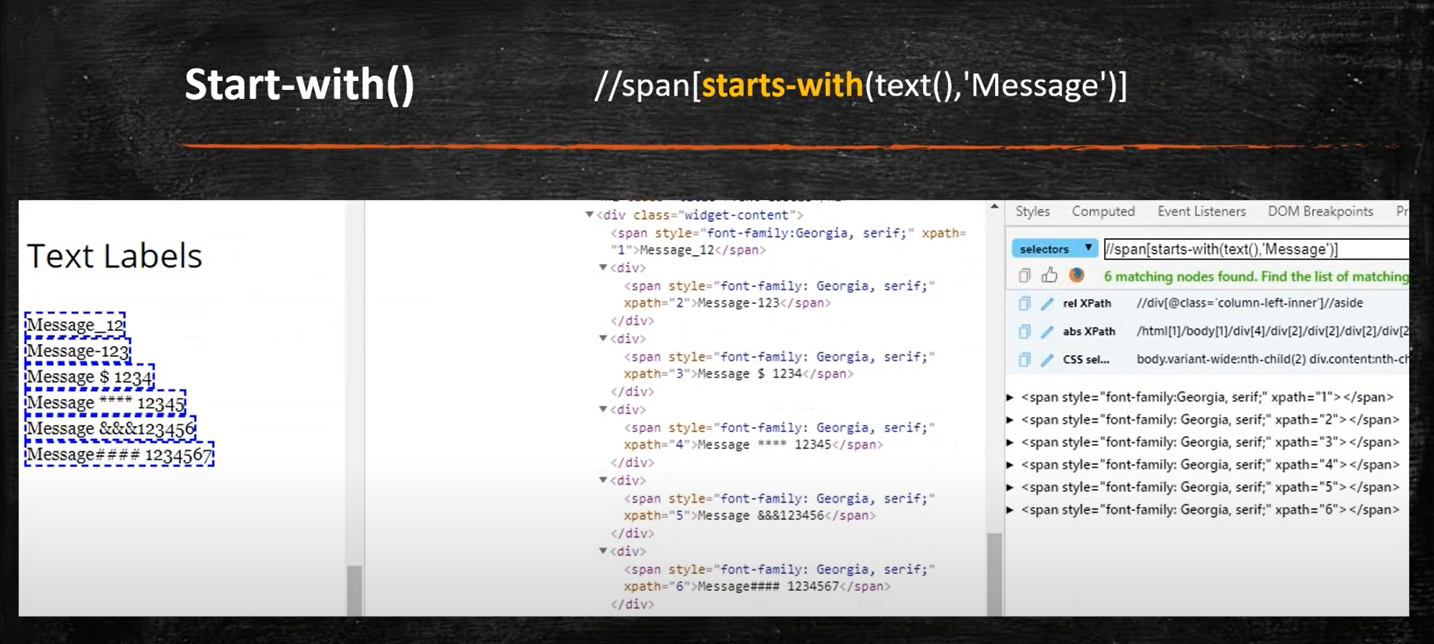 Start-with()
//span[starts-with(text(),'Message')]
Text Labels
Message_12
Message-123
Message $ 1234
Message **** 12345
Message &&&123456
Message#### 1234567
▼<div class="widget-content">
<span style="font-family:Georgia, serif;" xpath=
"1">Message_12</span>
▼<div>
<span style="font-family: Georgia, serif;"
xpath="2">Message-123</span>
</div>
▼<div>
<span style="font-family: Georgia, serif;"
xpath="3">Message $ 1234</span>
</div>
▼<div>
<span style="font-family: Georgia, serif;"
xpath="4">Message **** 12345</span>
</div>
▼<div>
<span style="font-family: Georgia, serif;"
xpath="5">Message &&&123456</span>
</div>
▼<div>
<span style="font-family: Georgia, serif;"
xpath="6">Message#### 1234567</span>
</div>
Styles Computed Event Listeners DOM Breakpoints Pr
selectors ▼ //span[starts-with(text(),'Message')]
6 matching nodes found. Find the list of matching
rel XPath //div[@class='column-left-inner']//aside
abs XPath /html[1]/body[1]/div[4]/div[2]/div[2]/div[2]/div[2
CSS sel... body.variant-wide:nth-child(2) div.content:nth-ch
▶ <span style="font-family:Georgia, serif;" xpath="1"></span>
▶ <span style="font-family: Georgia, serif;" xpath="2"></span>
▶ <span style="font-family: Georgia, serif;" xpath="3"></span>
▶ <span style="font-family: Georgia, serif;" xpath="4"></span>
▶ <span style="font-family: Georgia, serif;" xpath="5"></span>
▶ <span style="font-family: Georgia, serif;" xpath="6"></span>